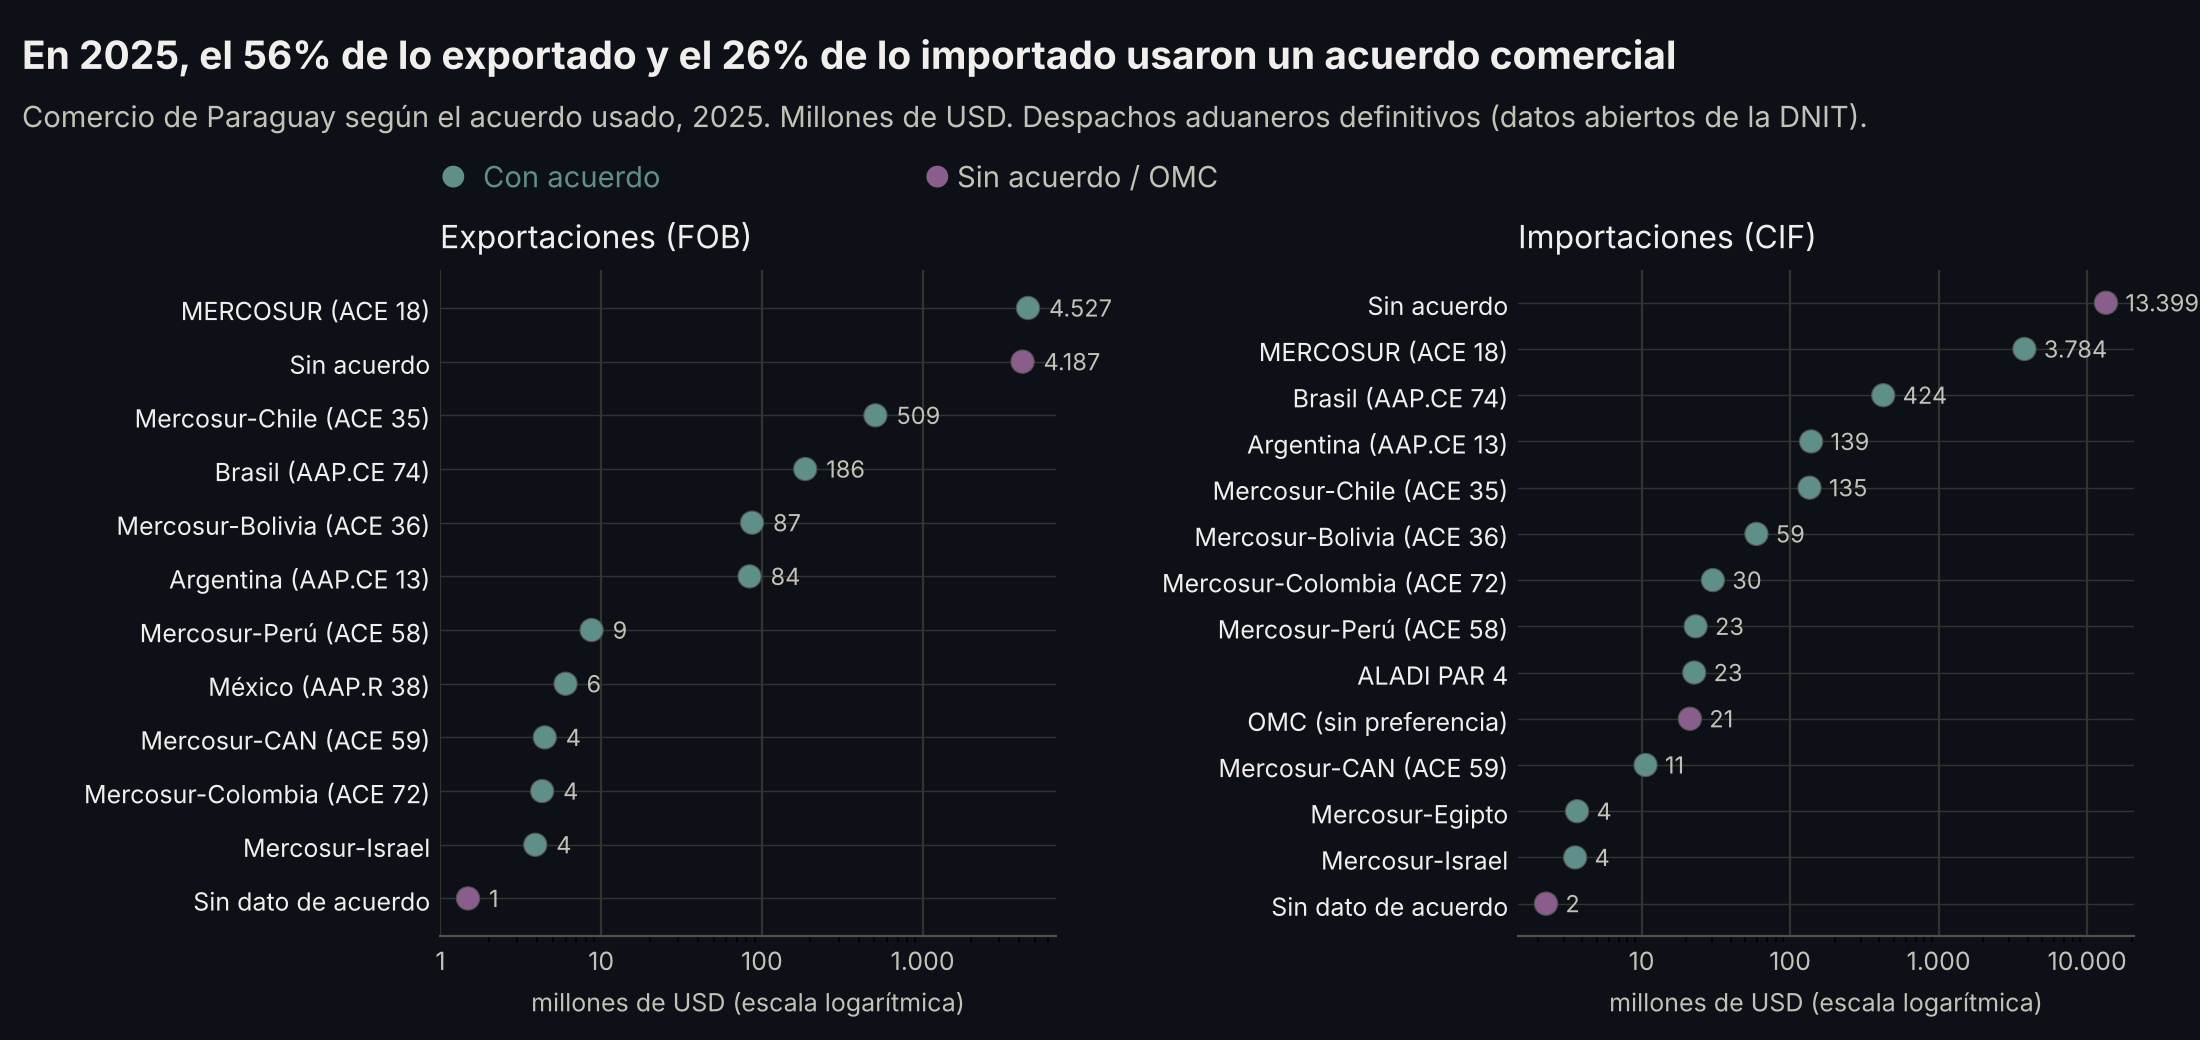 En 2025, el 56% de lo exportado y el 26% de lo importado usaron un acuerdo comercial
Comercio de Paraguay según el acuerdo usado, 2025. Millones de USD. Despachos aduaneros definitivos (datos abiertos de la DNIT).
Con acuerdo
Sin acuerdo / OMC
Exportaciones (FOB)
MERCOSUR (ACE 18) 4.527
Sin acuerdo 4.187
Mercosur-Chile (ACE 35) 509
Brasil (AAP.CE 74) 186
Mercosur-Bolivia (ACE 36) 87
Argentina (AAP.CE 13) 84
Mercosur-Perú (ACE 58) 9
México (AAP.R 38) 6
Mercosur-CAN (ACE 59) 4
Mercosur-Colombia (ACE 72) 4
Mercosur-Israel 4
Sin dato de acuerdo 1
1 10 100 1.000
millones de USD (escala logarítmica)
Importaciones (CIF)
Sin acuerdo 13.399
MERCOSUR (ACE 18) 3.784
Brasil (AAP.CE 74) 424
Argentina (AAP.CE 13) 139
Mercosur-Chile (ACE 35) 135
Mercosur-Bolivia (ACE 36) 59
Mercosur-Colombia (ACE 72) 30
Mercosur-Perú (ACE 58) 23
ALADI PAR 4 23
OMC (sin preferencia) 21
Mercosur-CAN (ACE 59) 11
Mercosur-Egipto 4
Mercosur-Israel 4
Sin dato de acuerdo 2
10 100 1.000 10.000
millones de USD (escala logarítmica)